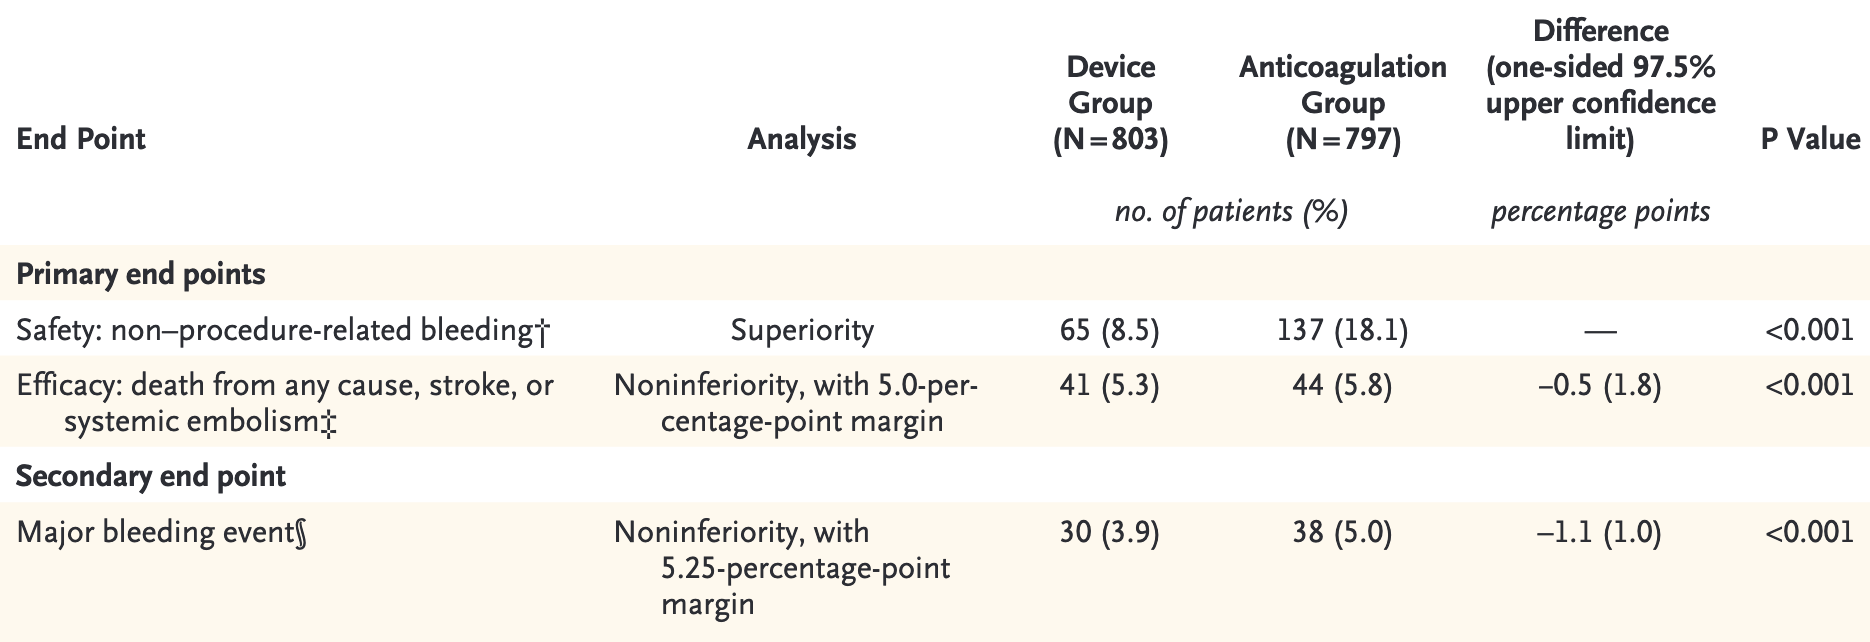 End Point Analysis Device Group (N=803) Anticoagulation Group (N=797) Difference (one-sided 97.5% upper confidence limit) P Value
no. of patients (%) percentage points
Primary end points
Safety: non–procedure-related bleeding† Superiority 65 (8.5) 137 (18.1) — <0.001
Efficacy: death from any cause, stroke, or Noninferiority, with 5.0-per- 41 (5.3) 44 (5.8) –0.5 (1.8) <0.001
systemic embolism‡ centage-point margin
Secondary end point
Major bleeding event§ Noninferiority, with 30 (3.9) 38 (5.0) –1.1 (1.0) <0.001
5.25-percentage-point
margin